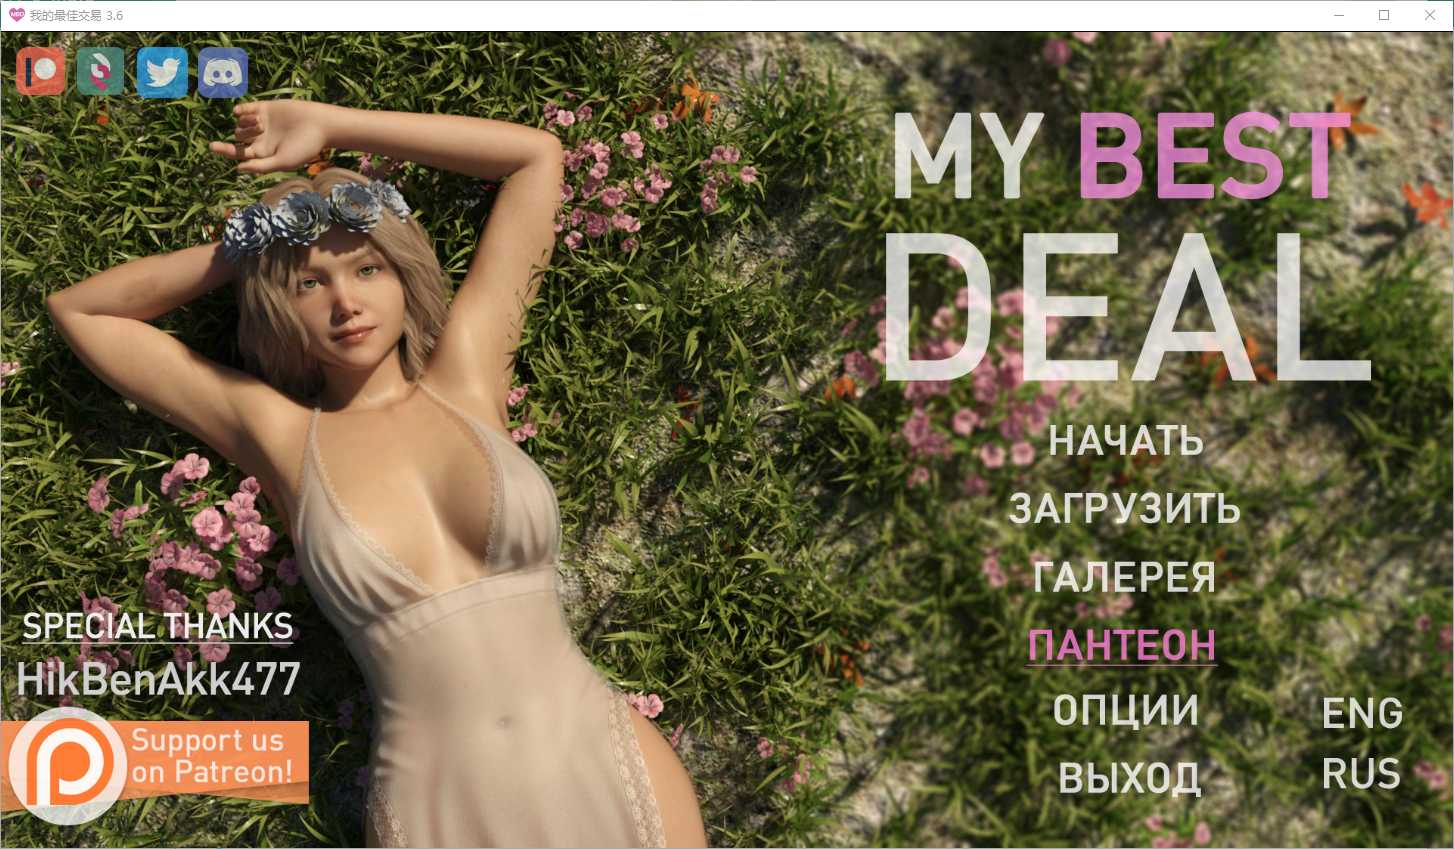 我的最佳交易 3.6
MY BEST
DEAL
НАЧАТЬ
ЗАГРУЗИТЬ
ГАЛЕРЕЯ
ПАНТЕОН
ОПЦИИ
ВЫХОД
ENG
RUS
SPECIAL THANKS
HikBenAkk477
Support us
on Patreon!